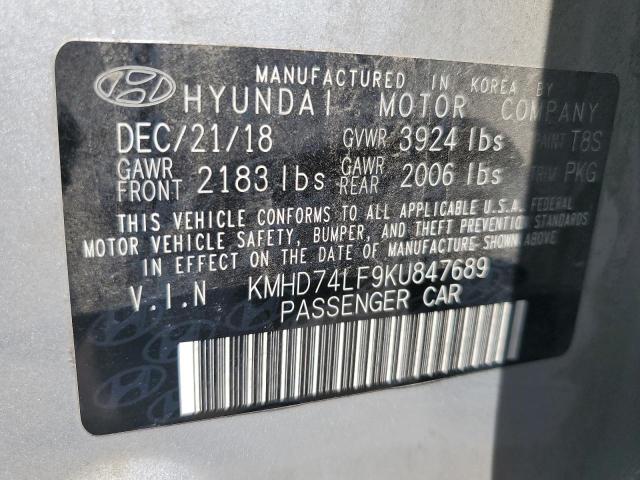 MANUFACTURED IN KOREA BY
HYUNDAI MOTOR COMPANY
DEC/21/18 GVWR 3924 lbs PAINT T8S
GAWR FRONT 2183 lbs GAWR REAR 2006 lbs TRIM PKG
THIS VEHICLE CONFORMS TO ALL APPLICABLE U.S.A. FEDERAL
MOTOR VEHICLE SAFETY, BUMPER, AND THEFT PREVENTION STANDARDS
IN EFFECT ON THE DATE OF MANUFACTURE SHOWN ABOVE
V.I.N KMHD74LF9KU847689
PASSENGER CAR